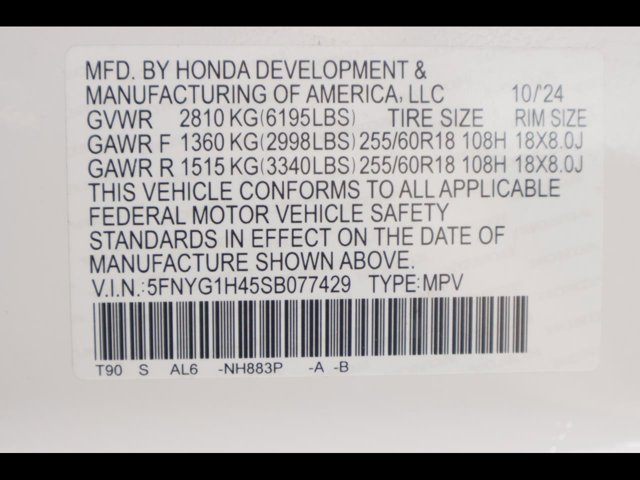 MFD. BY HONDA DEVELOPMENT &
MANUFACTURING OF AMERICA, LLC 10/'24
GVWR 2810 KG(6195LBS) TIRE SIZE RIM SIZE
GAWR F 1360 KG(2998LBS) 255/60R18 108H 18X8.0J
GAWR R 1515 KG(3340LBS) 255/60R18 108H 18X8.0J
THIS VEHICLE CONFORMS TO ALL APPLICABLE
FEDERAL MOTOR VEHICLE SAFETY
STANDARDS IN EFFECT ON THE DATE OF
MANUFACTURE SHOWN ABOVE.
V.I.N.:5FNYG1H45SB077429 TYPE:MPV
T90 S AL6 -NH883P -A -B